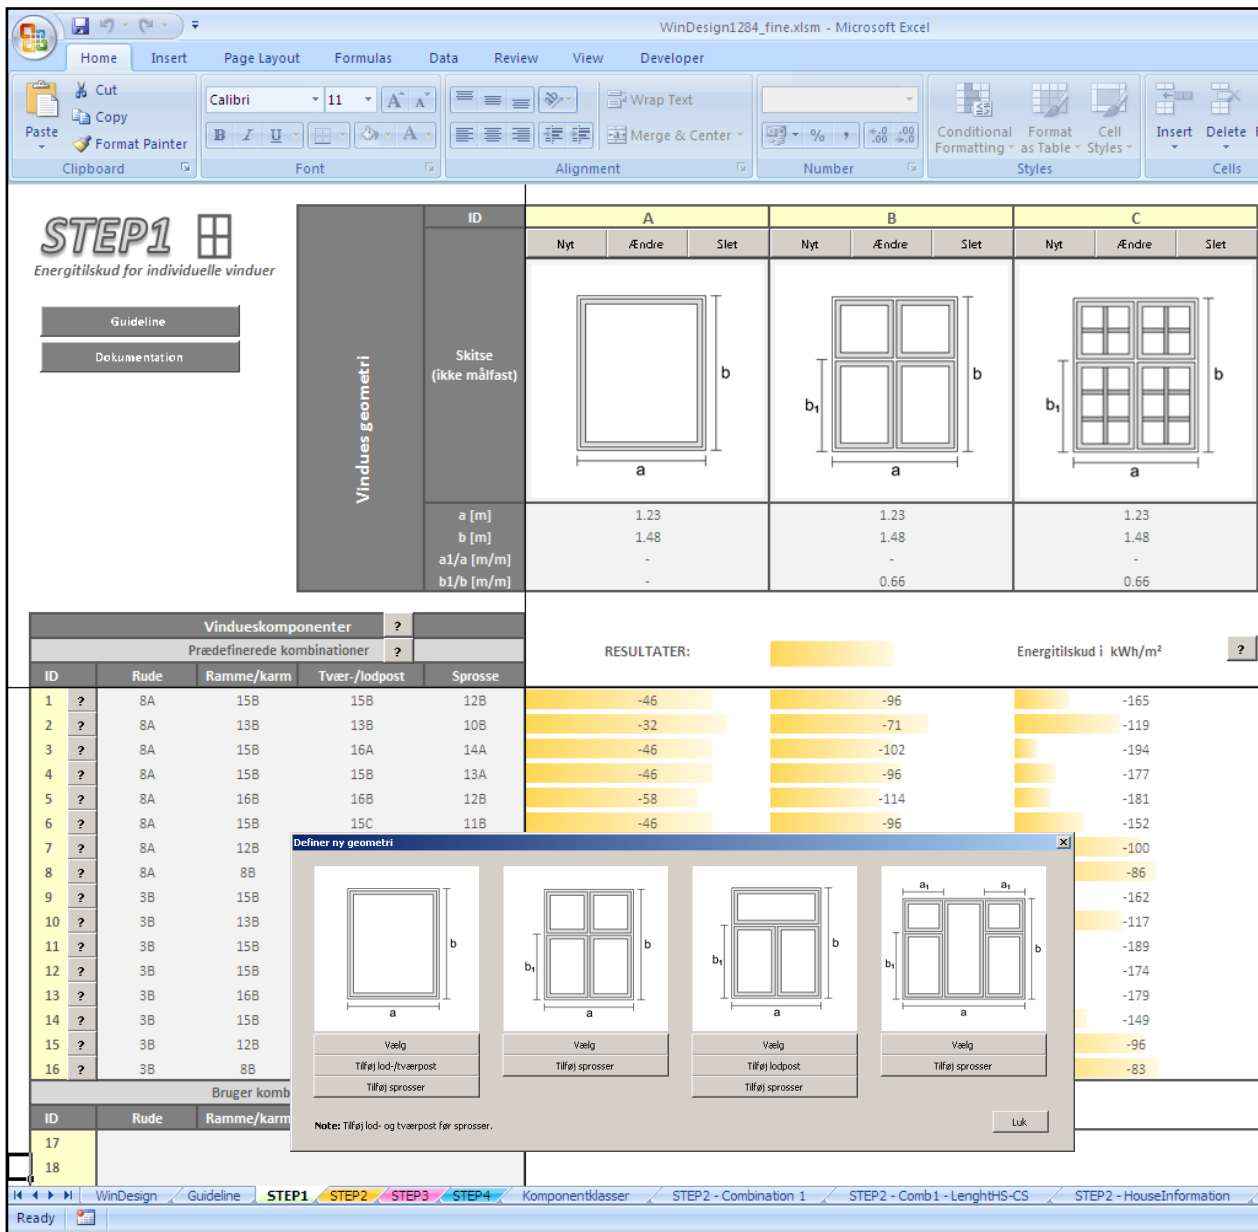 WinDesign1284_fine.xlsm - Microsoft Excel
Home Insert Page Layout Formulas Data Review View Developer
Paste
Cut
Copy
Format Painter
Clipboard
Calibri 11
B I U
Font
Wrap Text
Merge & Center
Alignment
Number
Conditional Formatting
Format as Table
Cell Styles
Styles
Insert Delete
Cells
STEP1
Energitilskud for individuelle vinduer
Guideline
Dokumentation
Vindues geometri
ID A B C
Nyt Ændre Slet Nyt Ændre Slet Nyt Ændre Slet
Skitse
(ikke målfast)
b
a
b
b1
a
b
b1
a
a [m] 1.23 1.23 1.23
b [m] 1.48 1.48 1.48
a1/a [m/m] - - -
b1/b [m/m] - 0.66 0.66
Vindueskomponenter ?
Prædefinerede kombinationer ?
RESULTATER: Energitilskud i kWh/m² ?
ID Rude Ramme/karm Tvær-/lodpost Sprosse
1 ? 8A 15B 15B 12B -46 -96 -165
2 ? 8A 13B 13B 10B -32 -71 -119
3 ? 8A 15B 16A 14A -46 -102 -194
4 ? 8A 15B 15B 13A -46 -96 -177
5 ? 8A 16B 16B 12B -58 -114 -181
6 ? 8A 15B 15C 11B -46 -96 -152
7 ? 8A 12B -100
8 ? 8A 8B -86
9 ? 3B 15B -162
10 ? 3B 13B -117
11 ? 3B 15B -189
12 ? 3B 15B -174
13 ? 3B 16B -179
14 ? 3B 15B -149
15 ? 3B 12B -96
16 ? 3B 8B -83
Bruger komb
ID Rude Ramme/karm
17
18
Definer ny geometri
b
a
b
b1
a
b
b1
a
a1 a1
b
b1
a
Vælg Vælg Vælg Vælg
Tilføj lod-/tværpost Tilføj sprosser Tilføj lodpost Tilføj sprosser
Tilføj sprosser Tilføj sprosser
Note: Tilføj lod- og tværpost før sprosser.
Luk
WinDesign Guideline STEP1 STEP2 STEP3 STEP4 Komponentklasser STEP2 - Combination 1 STEP2 - Comb1 - LenghtHS-CS STEP2 - HouseInformation
Ready